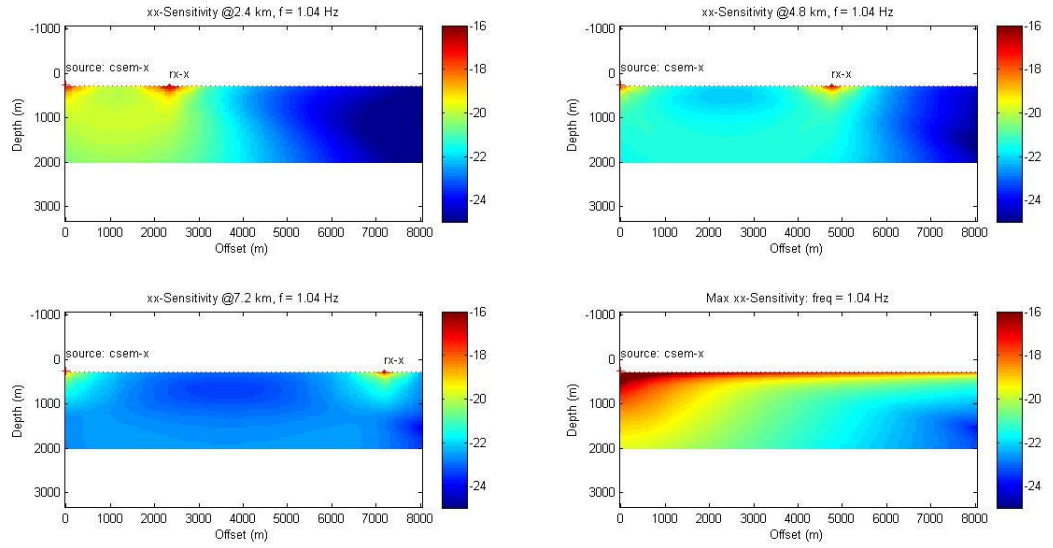 xx-Sensitivity @2.4 km, f = 1.04 Hz
-1000
0
1000
2000
3000
Depth (m)
source: csem-x
rx-x
0 1000 2000 3000 4000 5000 6000 7000 8000
Offset (m)
-16
-18
-20
-22
-24
xx-Sensitivity @4.8 km, f = 1.04 Hz
-1000
0
1000
2000
3000
Depth (m)
source: csem-x
rx-x
0 1000 2000 3000 4000 5000 6000 7000 8000
Offset (m)
-16
-18
-20
-22
-24
xx-Sensitivity @7.2 km, f = 1.04 Hz
-1000
0
1000
2000
3000
Depth (m)
source: csem-x
rx-x
0 1000 2000 3000 4000 5000 6000 7000 8000
Offset (m)
-16
-18
-20
-22
-24
Max xx-Sensitivity: freq = 1.04 Hz
-1000
0
1000
2000
3000
Depth (m)
source: csem-x
0 1000 2000 3000 4000 5000 6000 7000 8000
Offset (m)
-16
-18
-20
-22
-24